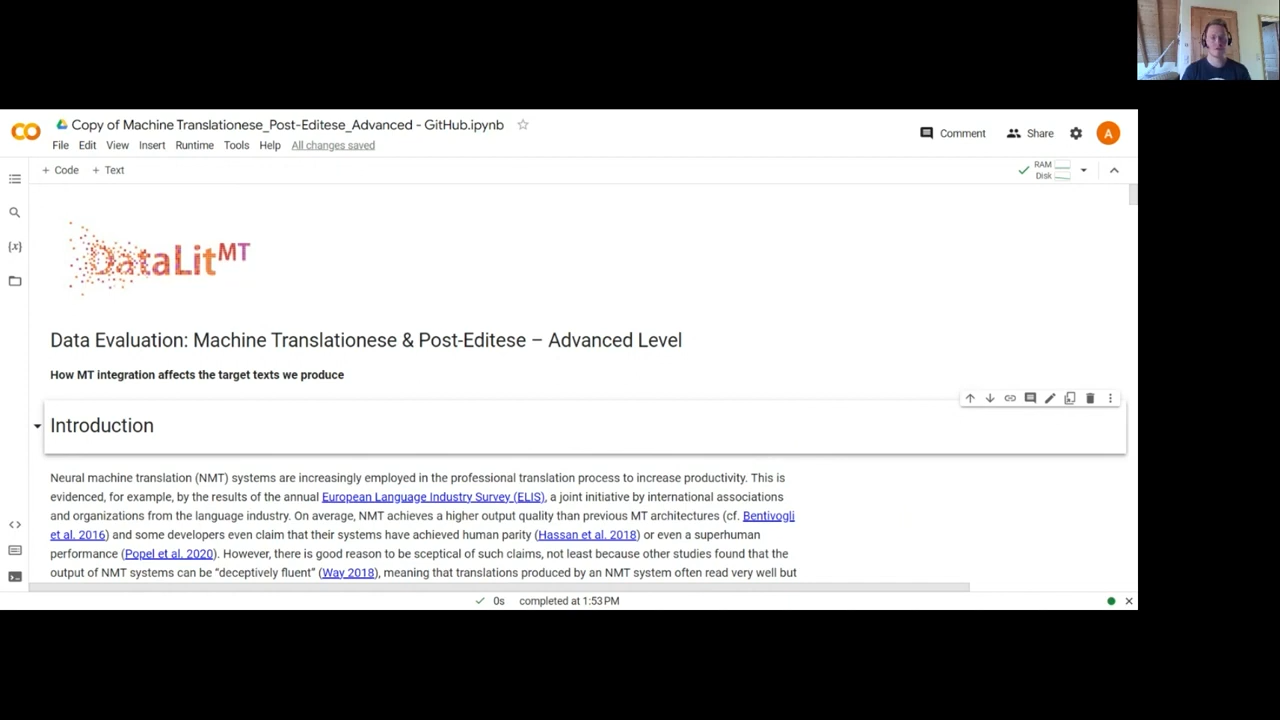 Copy of Machine Translationese_Post-Editese_Advanced - GitHub.ipynb
File Edit View Insert Runtime Tools Help All changes saved
Comment Share A
+ Code + Text
RAM
Disk
{x}
DataLitMT
Data Evaluation: Machine Translationese & Post-Editese – Advanced Level
How MT integration affects the target texts we produce
Introduction
Neural machine translation (NMT) systems are increasingly employed in the professional translation process to increase productivity. This is
evidenced, for example, by the results of the annual European Language Industry Survey (ELIS), a joint initiative by international associations
and organizations from the language industry. On average, NMT achieves a higher output quality than previous MT architectures (cf. Bentivogli
et al. 2016) and some developers even claim that their systems have achieved human parity (Hassan et al. 2018) or even a superhuman
performance (Popel et al. 2020). However, there is good reason to be sceptical of such claims, not least because other studies found that the
output of NMT systems can be “deceptively fluent” (Way 2018), meaning that translations produced by an NMT system often read very well but
0s completed at 1:53 PM